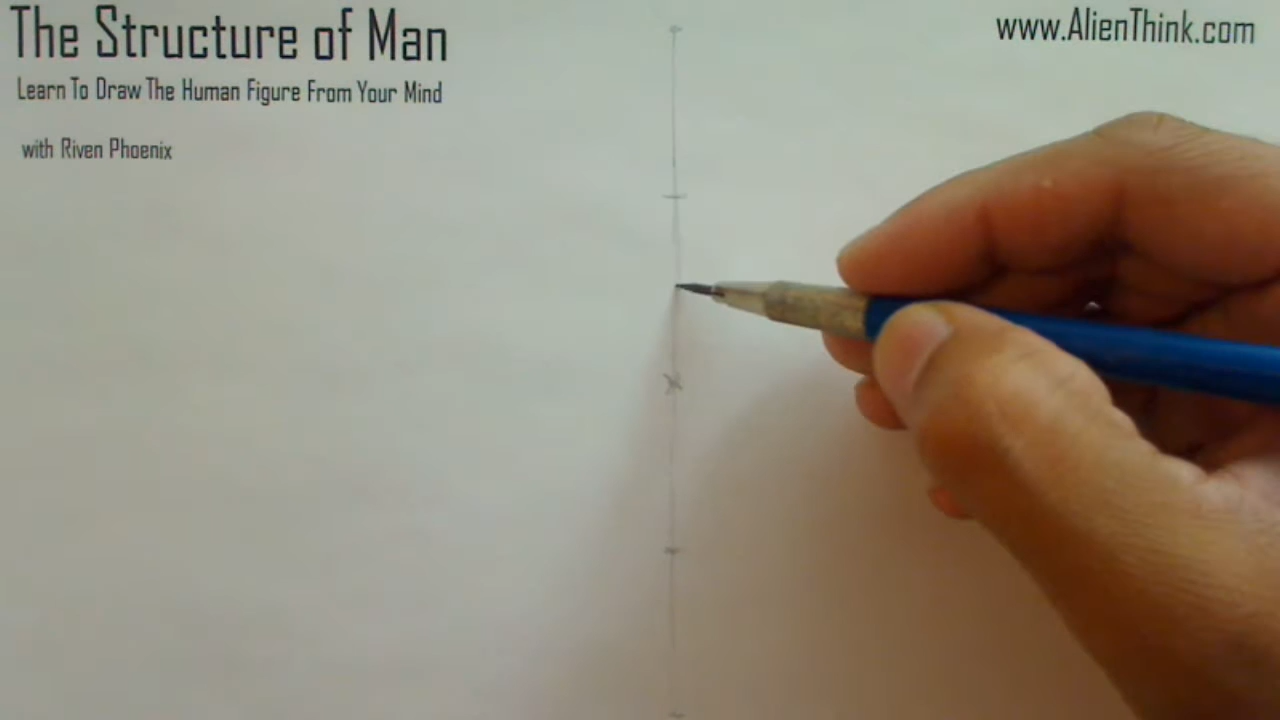 The Structure of Man
Learn To Draw The Human Figure From Your Mind
with Riven Phoenix
www.AlienThink.com